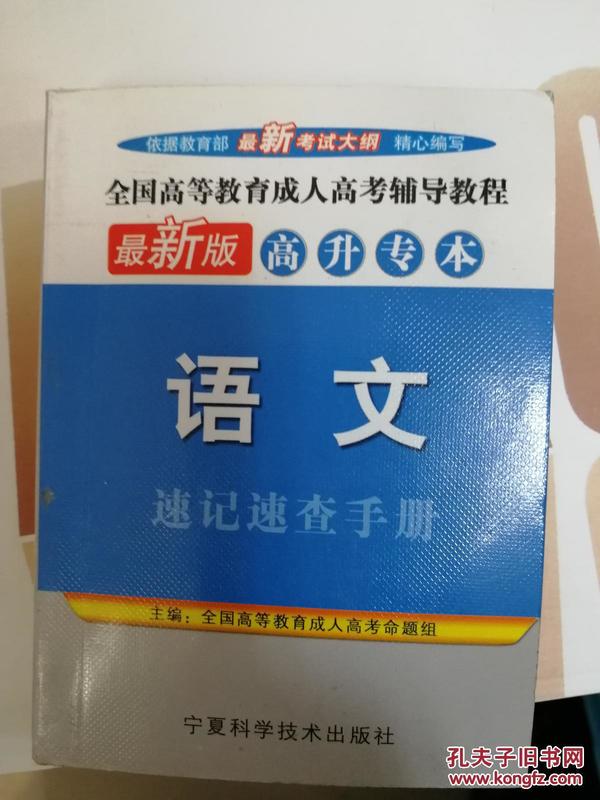 依据教育部 最新考试大纲 精心编写
全国高等教育成人高考辅导教程
最新版 高升专本
语文
速记速查手册
主编：全国高等教育成人高考命题组
宁夏科学技术出版社
孔夫子旧书网
www.kongfz.com